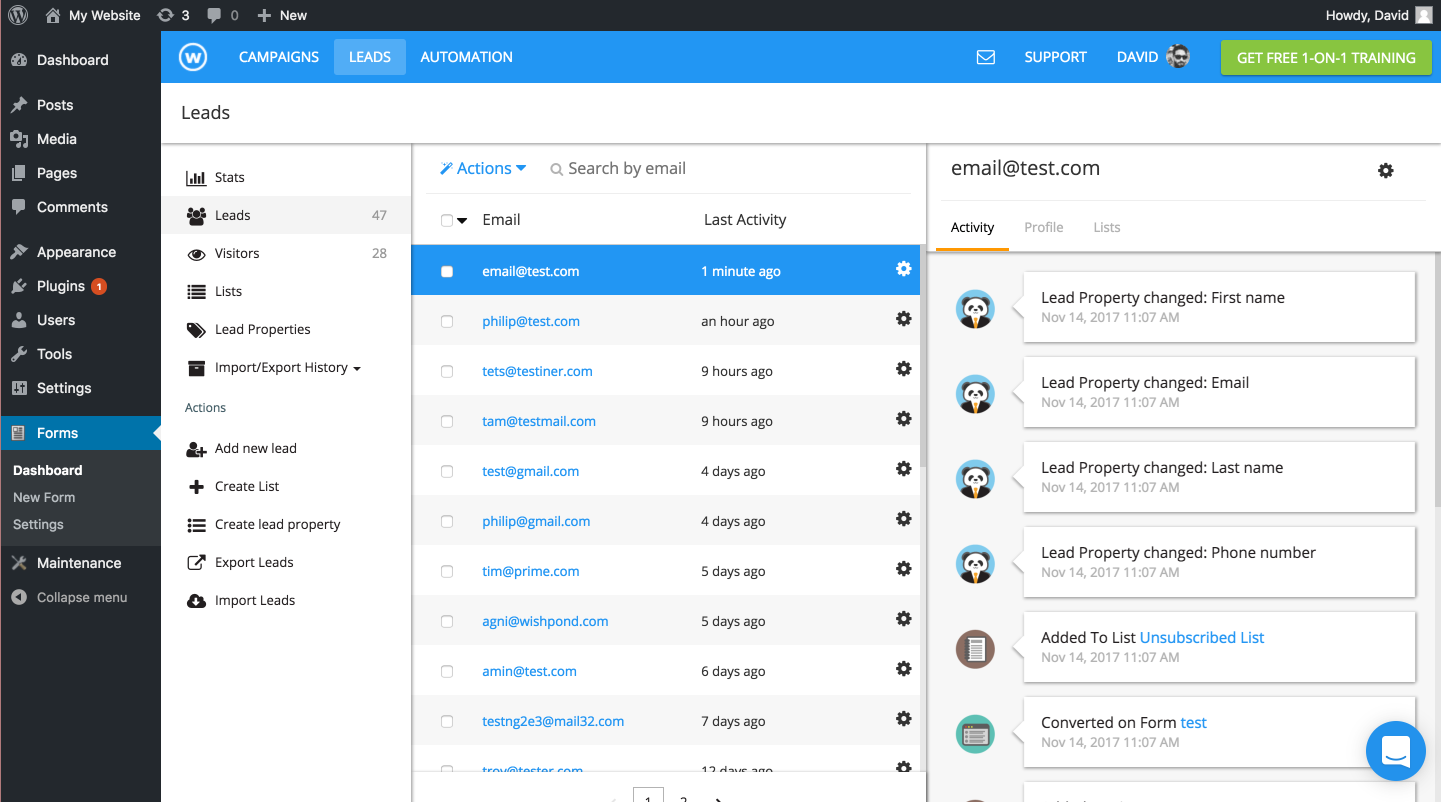 My Website 3 0 New Howdy, David
Dashboard
Posts
Media
Pages
Comments
Appearance
Plugins 1
Users
Tools
Settings
Forms
Dashboard
New Form
Settings
Maintenance
Collapse menu
W CAMPAIGNS LEADS AUTOMATION SUPPORT DAVID GET FREE 1-ON-1 TRAINING
Leads
Stats
Leads 47
Visitors 28
Lists
Lead Properties
Import/Export History
Actions
Add new lead
Create List
Create lead property
Export Leads
Import Leads
Actions Search by email
Email Last Activity
email@test.com 1 minute ago
philip@test.com an hour ago
tets@testiner.com 9 hours ago
tam@testmail.com 9 hours ago
test@gmail.com 4 days ago
philip@gmail.com 4 days ago
tim@prime.com 5 days ago
agni@wishpond.com 5 days ago
amin@test.com 6 days ago
testng2e3@mail32.com 7 days ago
troy@tester.com 12 days ago
1 2
email@test.com
Activity Profile Lists
Lead Property changed: First name
Nov 14, 2017 11:07 AM
Lead Property changed: Email
Nov 14, 2017 11:07 AM
Lead Property changed: Last name
Nov 14, 2017 11:07 AM
Lead Property changed: Phone number
Nov 14, 2017 11:07 AM
Added To List Unsubscribed List
Nov 14, 2017 11:07 AM
Converted on Form test
Nov 14, 2017 11:07 AM